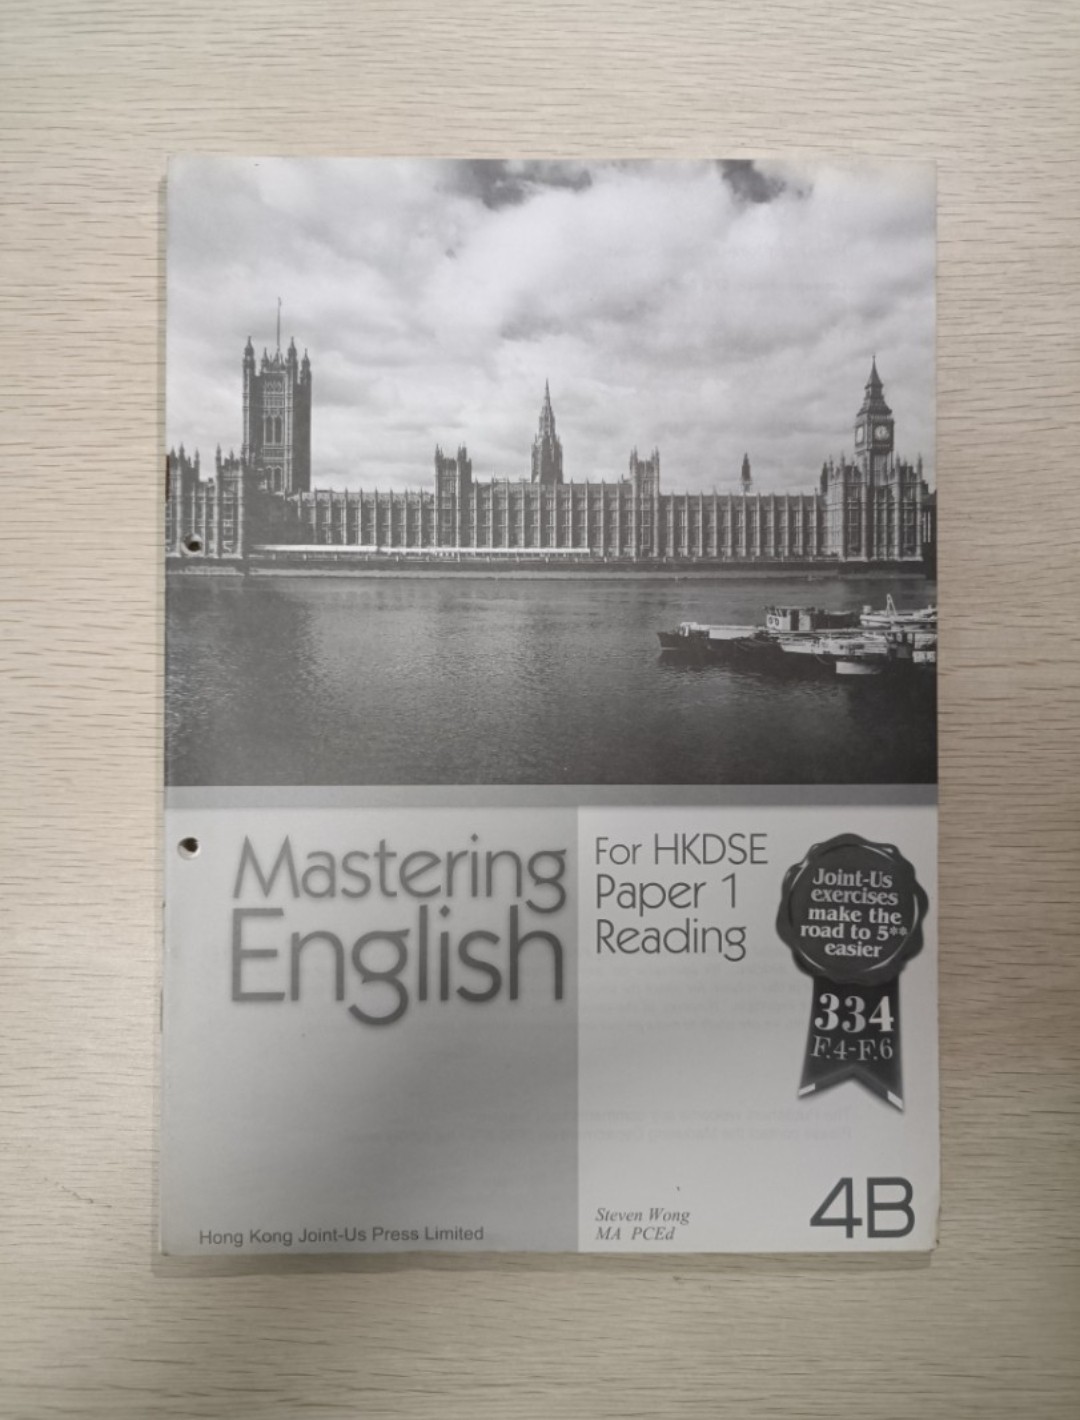 Mastering
English
For HKDSE
Paper 1
Reading
Joint-Us
exercises
make the
road to 5**
easier
334
F.4-F.6
4B
Steven Wong
MA PCEd
Hong Kong Joint-Us Press Limited